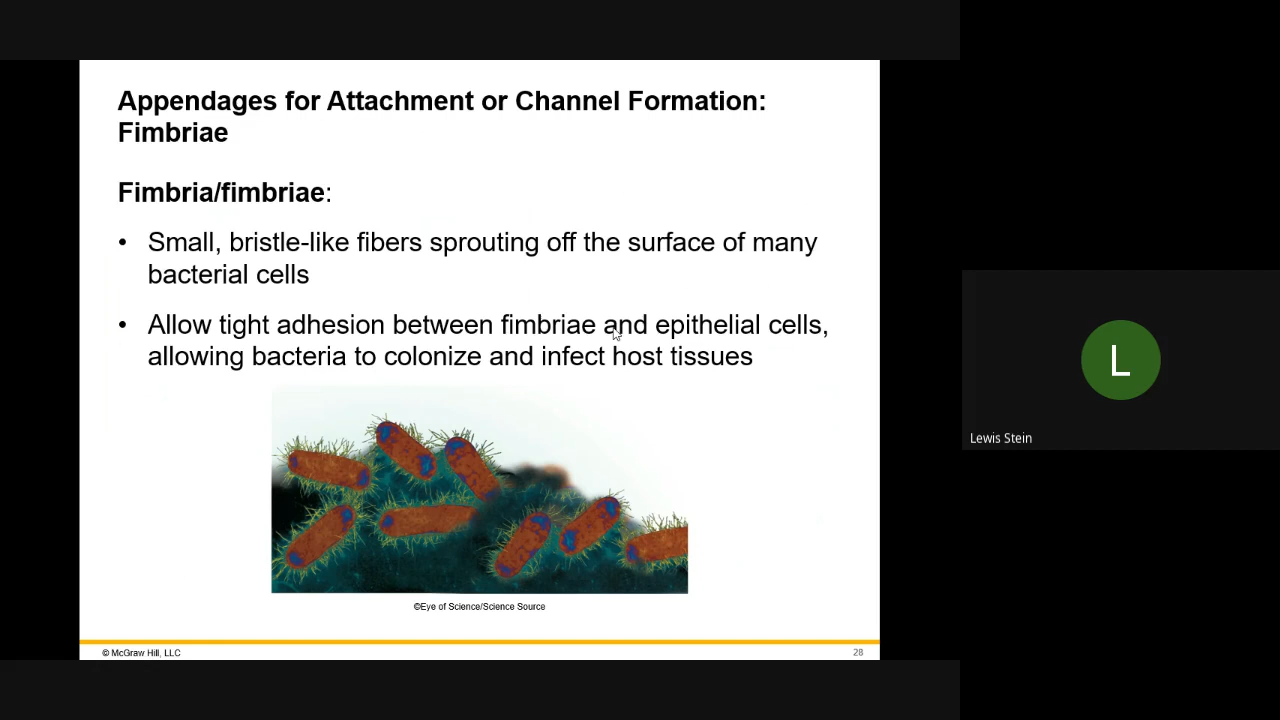 Appendages for Attachment or Channel Formation:
Fimbriae
Fimbria/fimbriae:
• Small, bristle-like fibers sprouting off the surface of many
bacterial cells
• Allow tight adhesion between fimbriae and epithelial cells,
allowing bacteria to colonize and infect host tissues
©Eye of Science/Science Source
© McGraw Hill, LLC
28
L
Lewis Stein